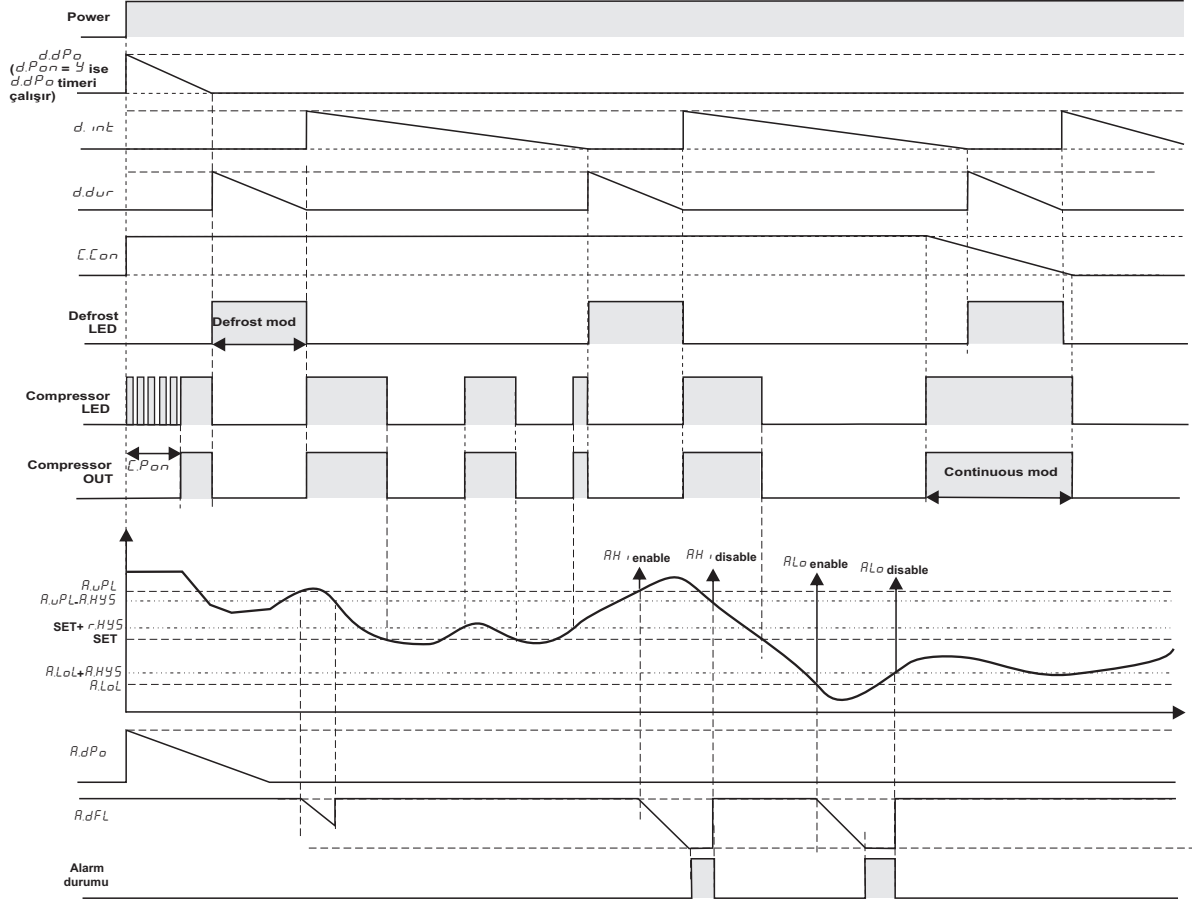 Power
d.dPo
(d.Pon = y ise
d.dPo timeri
çalışır)
d.int
d.dur
C.Con
Defrost
LED
Defrost mod
Compressor
LED
Compressor
OUT
C.Pon
Continuous mod
AHi enable
AHi disable
ALo enable
ALo disable
A.uPL
A.uPL-A.HYS
SET+ r.HYS
SET
A.LoL+A.HYS
A.LoL
A.dPo
A.dFL
Alarm
durumu